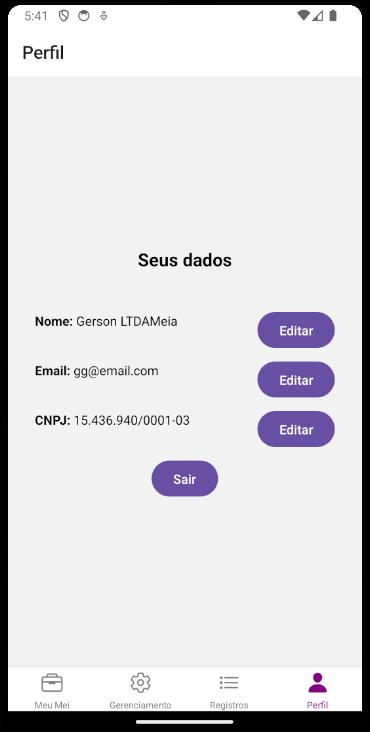 5:41
Perfil
Seus dados
Nome: Gerson LTDAMeia
Editar
Email: gg@email.com
Editar
CNPJ: 15.436.940/0001-03
Editar
Sair
Meu Mei
Gerenciamento
Registros
Perfil